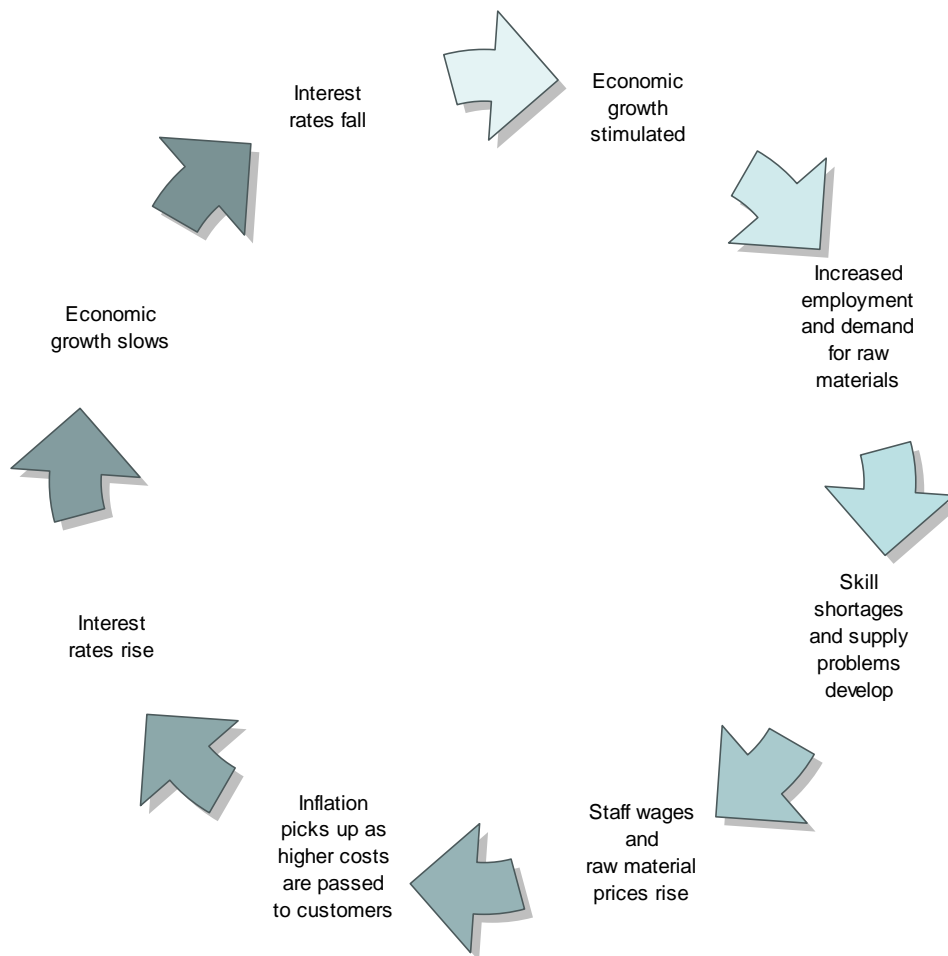 Interest
rates fall
Economic
growth
stimulated
Increased
employment
and demand
for raw
materials
Skill
shortages
and supply
problems
develop
Staff wages
and
raw material
prices rise
Inflation
picks up as
higher costs
are passed
to customers
Interest
rates rise
Economic
growth slows